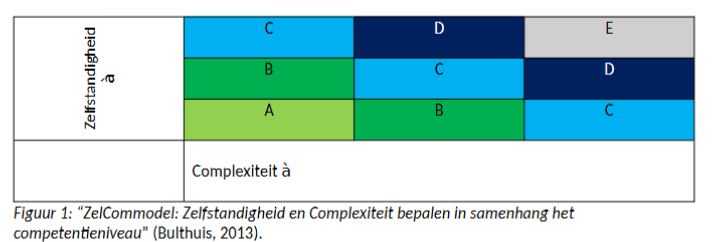 Zelfstandigheid
à
C D E
B C D
A B C
Complexiteit à
Figuur 1: “ZelCommodel: Zelfstandigheid en Complexiteit bepalen in samenhang het
competentieniveau” (Bulthuis, 2013).